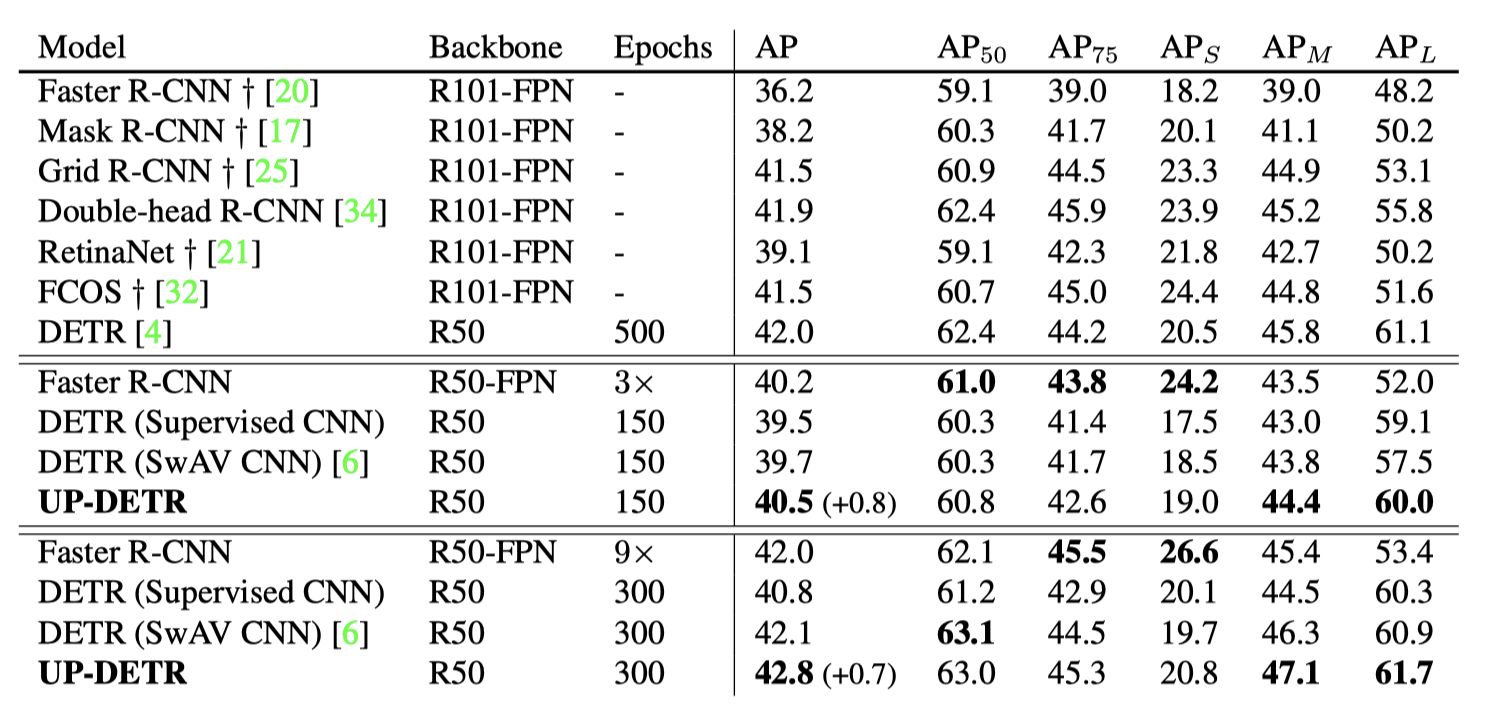 Model Backbone Epochs AP AP50 AP75 APS APM APL
Faster R-CNN † [20] R101-FPN - 36.2 59.1 39.0 18.2 39.0 48.2
Mask R-CNN † [17] R101-FPN - 38.2 60.3 41.7 20.1 41.1 50.2
Grid R-CNN † [25] R101-FPN - 41.5 60.9 44.5 23.3 44.9 53.1
Double-head R-CNN [34] R101-FPN - 41.9 62.4 45.9 23.9 45.2 55.8
RetinaNet † [21] R101-FPN - 39.1 59.1 42.3 21.8 42.7 50.2
FCOS † [32] R101-FPN - 41.5 60.7 45.0 24.4 44.8 51.6
DETR [4] R50 500 42.0 62.4 44.2 20.5 45.8 61.1
Faster R-CNN R50-FPN 3× 40.2 61.0 43.8 24.2 43.5 52.0
DETR (Supervised CNN) R50 150 39.5 60.3 41.4 17.5 43.0 59.1
DETR (SwAV CNN) [6] R50 150 39.7 60.3 41.7 18.5 43.8 57.5
UP-DETR R50 150 40.5 (+0.8) 60.8 42.6 19.0 44.4 60.0
Faster R-CNN R50-FPN 9× 42.0 62.1 45.5 26.6 45.4 53.4
DETR (Supervised CNN) R50 300 40.8 61.2 42.9 20.1 44.5 60.3
DETR (SwAV CNN) [6] R50 300 42.1 63.1 44.5 19.7 46.3 60.9
UP-DETR R50 300 42.8 (+0.7) 63.0 45.3 20.8 47.1 61.7